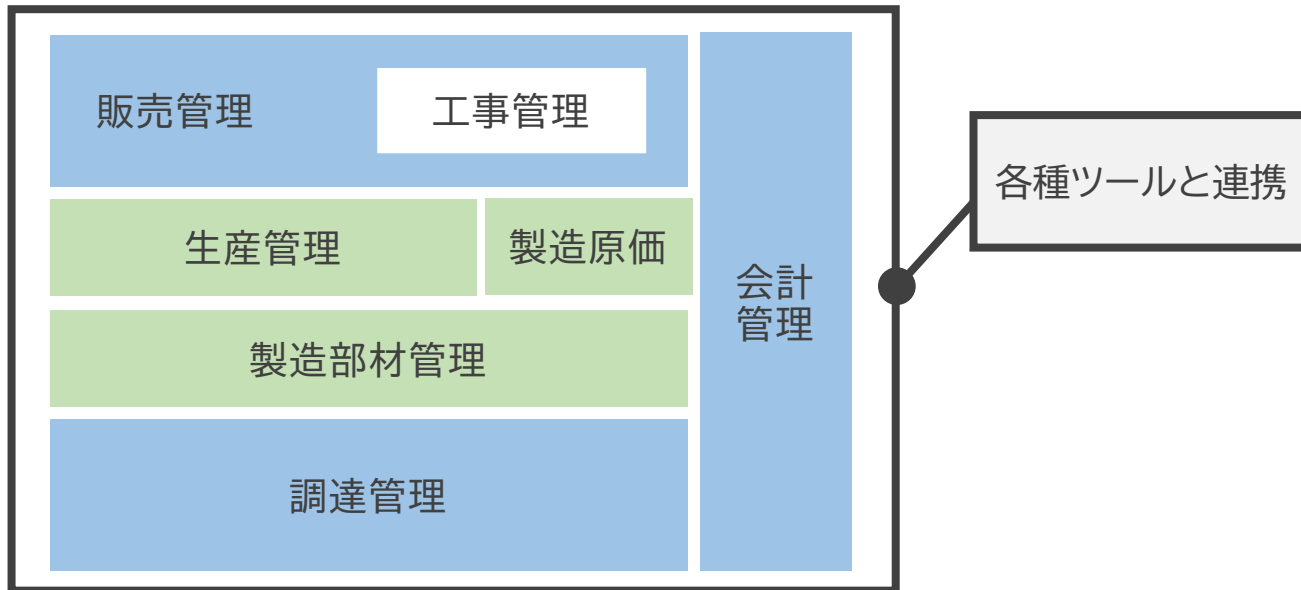 販売管理
工事管理
生産管理
製造原価
製造部材管理
調達管理
会計
管理
各種ツールと連携